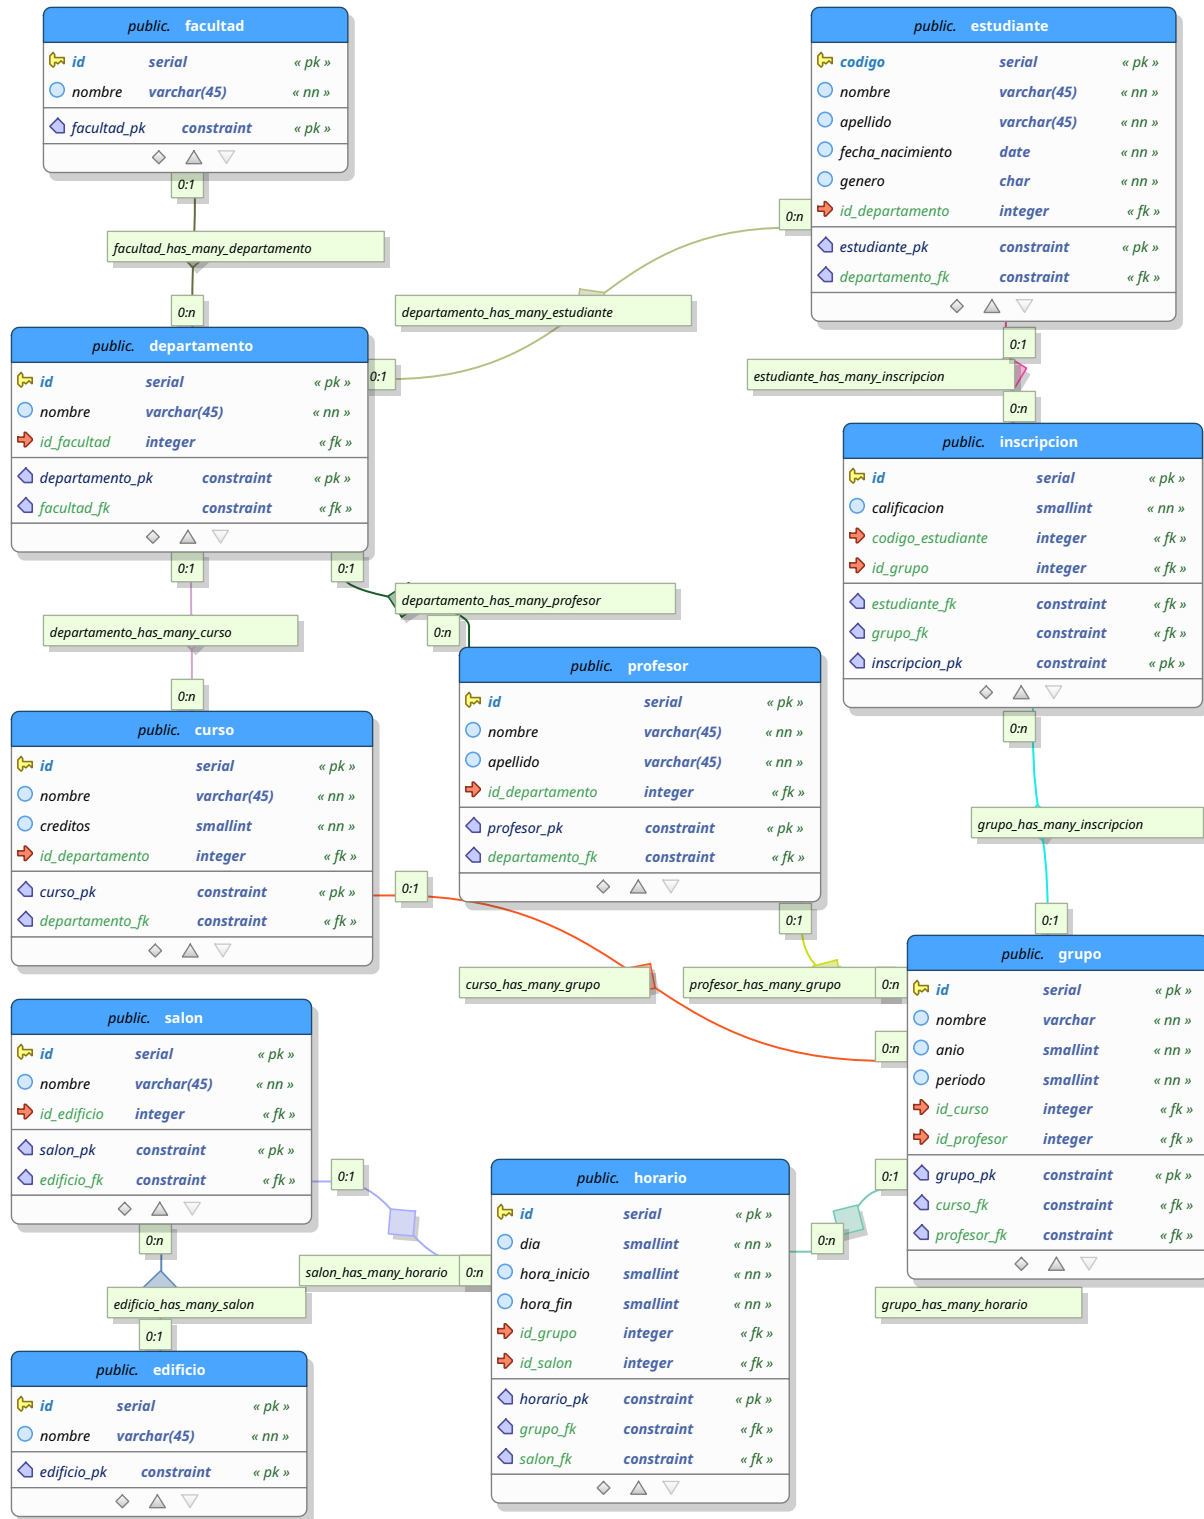 public. facultad
id serial « pk »
nombre varchar(45) « nn »
facultad_pk constraint « pk »
0:1
facultad_has_many_departamento
0:n
public. estudiante
codigo serial « pk »
nombre varchar(45) « nn »
apellido varchar(45) « nn »
fecha_nacimiento date « nn »
genero char « nn »
id_departamento integer « fk »
estudiante_pk constraint « pk »
departamento_fk constraint « fk »
0:n
departamento_has_many_estudiante
0:1
public. departamento
id serial « pk »
nombre varchar(45) « nn »
id_facultad integer « fk »
departamento_pk constraint « pk »
facultad_fk constraint « fk »
0:1
estudiante_has_many_inscripcion
0:n
public. inscripcion
id serial « pk »
calificacion smallint « nn »
codigo_estudiante integer « fk »
id_grupo integer « fk »
estudiante_fk constraint « fk »
grupo_fk constraint « fk »
inscripcion_pk constraint « pk »
0:1
departamento_has_many_curso
0:n
0:1
departamento_has_many_profesor
0:n
public. profesor
id serial « pk »
nombre varchar(45) « nn »
apellido varchar(45) « nn »
id_departamento integer « fk »
profesor_pk constraint « pk »
departamento_fk constraint « fk »
public. curso
id serial « pk »
nombre varchar(45) « nn »
creditos smallint « nn »
id_departamento integer « fk »
curso_pk constraint « pk »
departamento_fk constraint « fk »
0:n
grupo_has_many_inscripcion
0:1
0:1
curso_has_many_grupo
0:n
0:1
profesor_has_many_grupo
0:n
public. grupo
id serial « pk »
nombre varchar « nn »
anio smallint « nn »
periodo smallint « nn »
id_curso integer « fk »
id_profesor integer « fk »
grupo_pk constraint « pk »
curso_fk constraint « fk »
profesor_fk constraint « fk »
public. salon
id serial « pk »
nombre varchar(45) « nn »
id_edificio integer « fk »
salon_pk constraint « pk »
edificio_fk constraint « fk »
0:1
salon_has_many_horario
0:n
0:1
0:n
grupo_has_many_horario
public. horario
id serial « pk »
dia smallint « nn »
hora_inicio smallint « nn »
hora_fin smallint « nn »
id_grupo integer « fk »
id_salon integer « fk »
horario_pk constraint « pk »
grupo_fk constraint « fk »
salon_fk constraint « fk »
0:n
edificio_has_many_salon
0:1
public. edificio
id serial « pk »
nombre varchar(45) « nn »
edificio_pk constraint « pk »